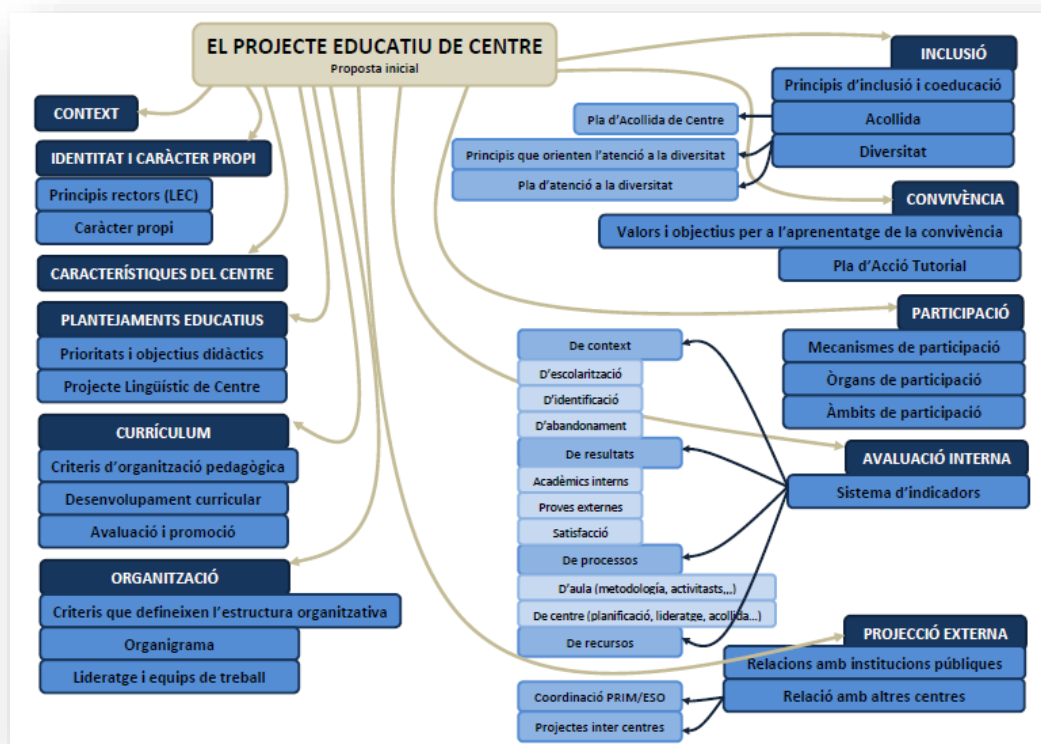 EL PROJECTE EDUCATIU DE CENTRE
Proposta inicial
CONTEXT
IDENTITAT I CARÀCTER PROPI
Principis rectors (LEC)
Caràcter propi
CARACTERÍSTIQUES DEL CENTRE
PLANTEJAMENTS EDUCATIUS
Prioritats i objectius didàctics
Projecte Lingüístic de Centre
CURRÍCULUM
Criteris d'organització pedagògica
Desenvolupament curricular
Avaluació i promoció
ORGANITZACIÓ
Criteris que defineixen l'estructura organitzativa
Organigrama
Lideratge i equips de treball
INCLUSIÓ
Principis d'inclusió i coeducació
Acollida
Diversitat
Pla d'Acollida de Centre
Principis que orienten l'atenció a la diversitat
Pla d'atenció a la diversitat
CONVIVÈNCIA
Valors i objectius per a l'aprenentatge de la convivència
Pla d'Acció Tutorial
PARTICIPACIÓ
Mecanismes de participació
Òrgans de participació
Àmbits de participació
AVALUACIÓ INTERNA
Sistema d'indicadors
De context
D'escolarització
D'identificació
D'abandonament
De resultats
Acadèmics interns
Proves externes
Satisfacció
De processos
D'aula (metodología, activitasts,,,)
De centre (planificació, lideratge, acollida...)
De recursos
PROJECCIÓ EXTERNA
Relacions amb institucions públiques
Relació amb altres centres
Coordinació PRIM/ESO
Projectes inter centres